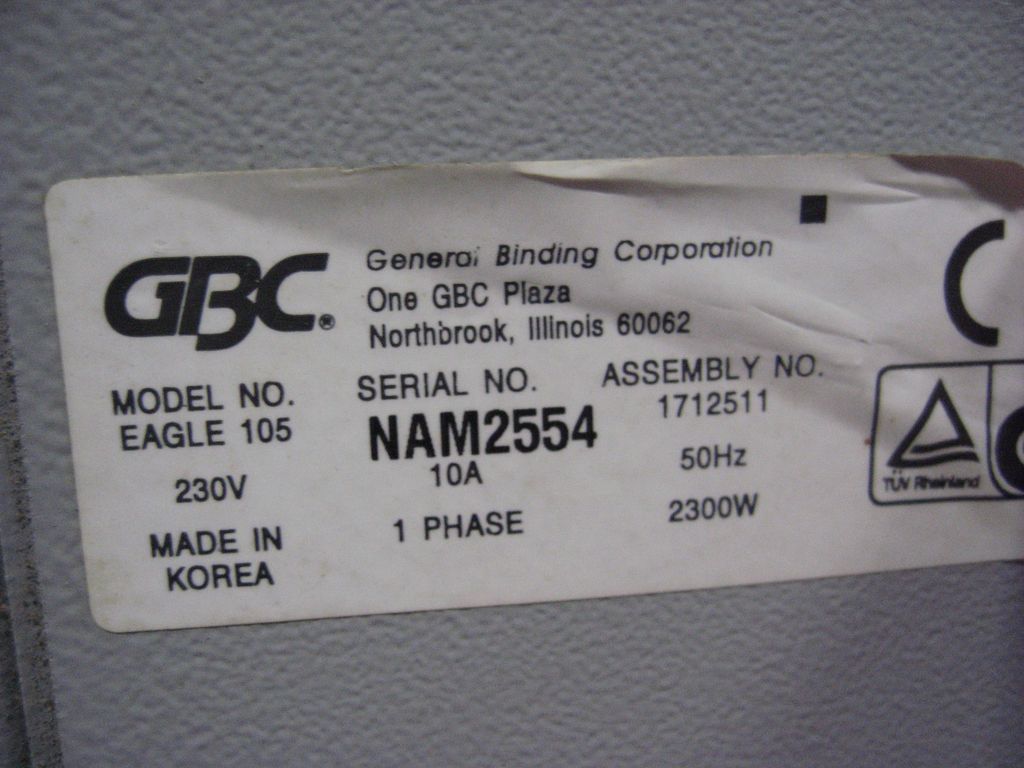 GBC®
General Binding Corporation
One GBC Plaza
Northbrook, Illinois 60062
MODEL NO.
EAGLE 105
SERIAL NO.
NAM2554
ASSEMBLY NO.
1712511
230V
10A
50Hz
MADE IN
KOREA
1 PHASE
2300W
C
TÜV Rheinland